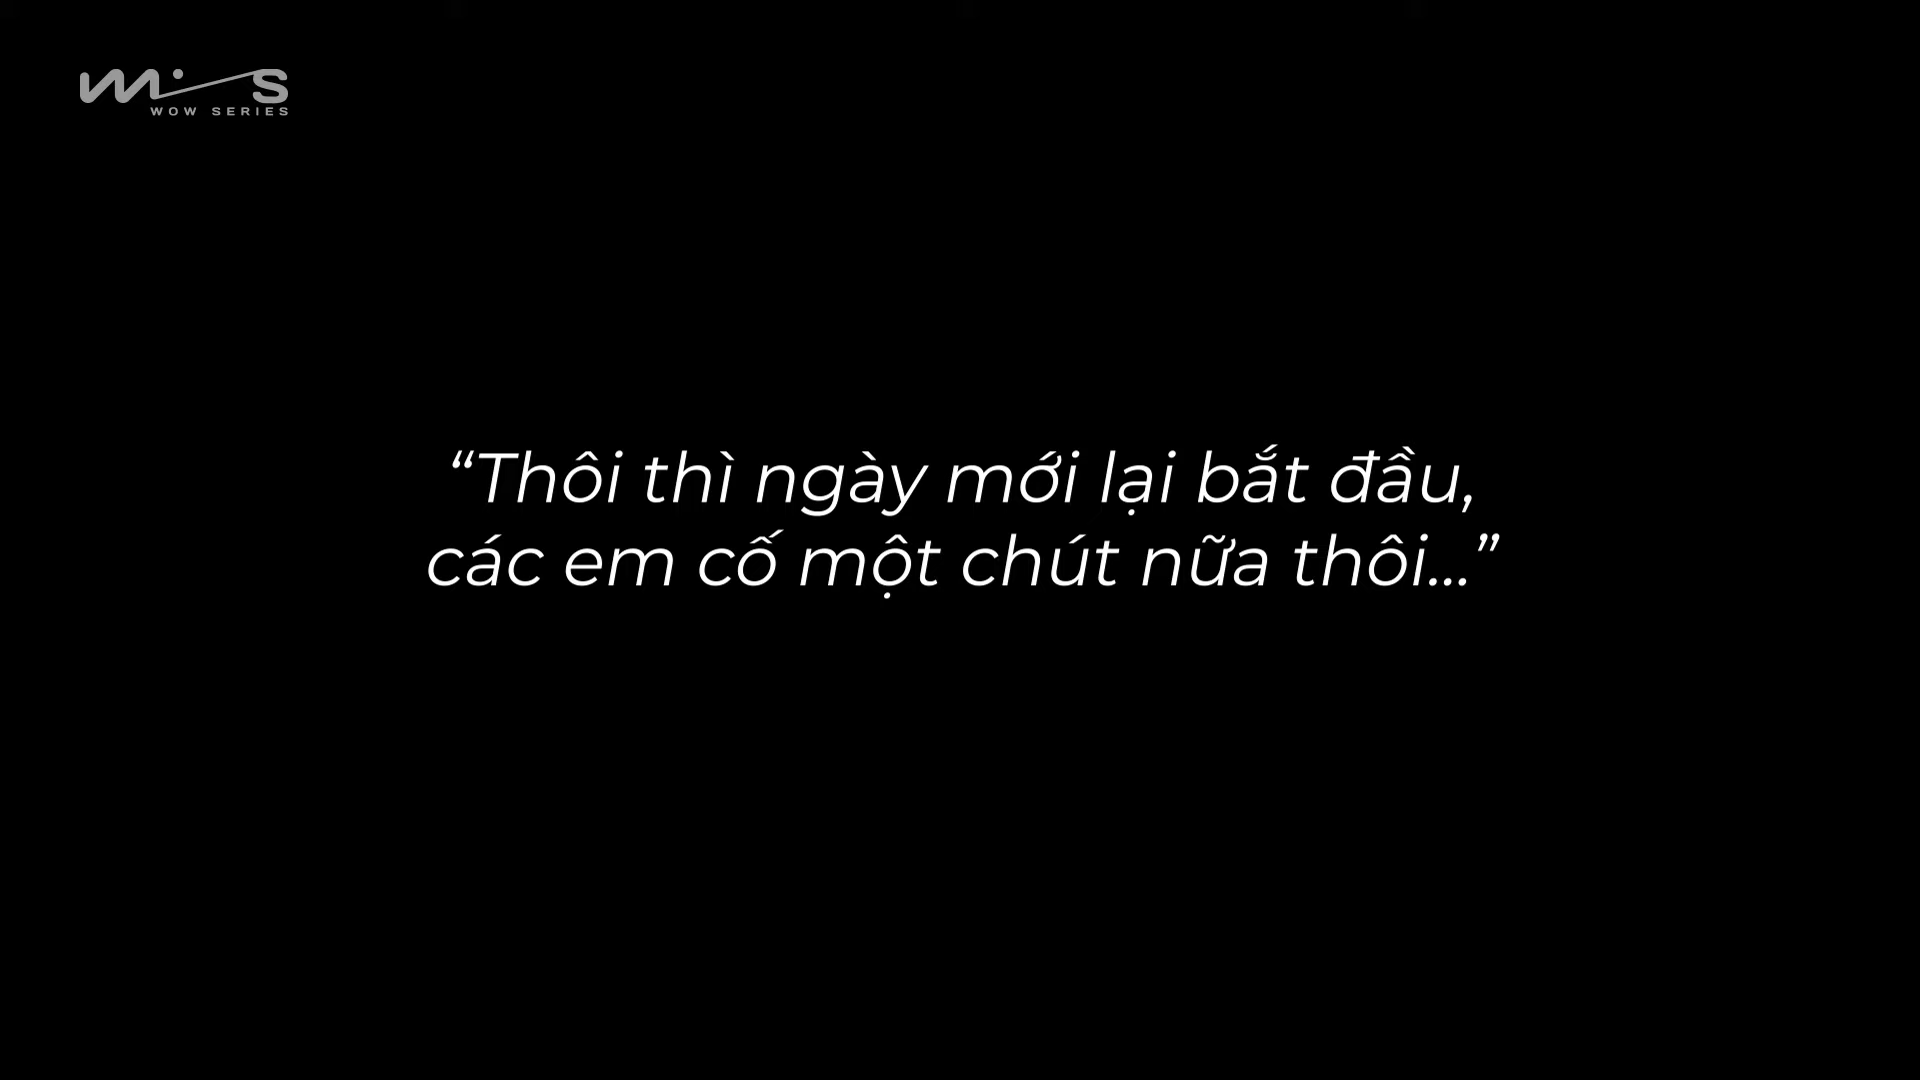 WOW SERIES
“Thôi thì ngày mới lại bắt đầu,
các em cố một chút nữa thôi...”